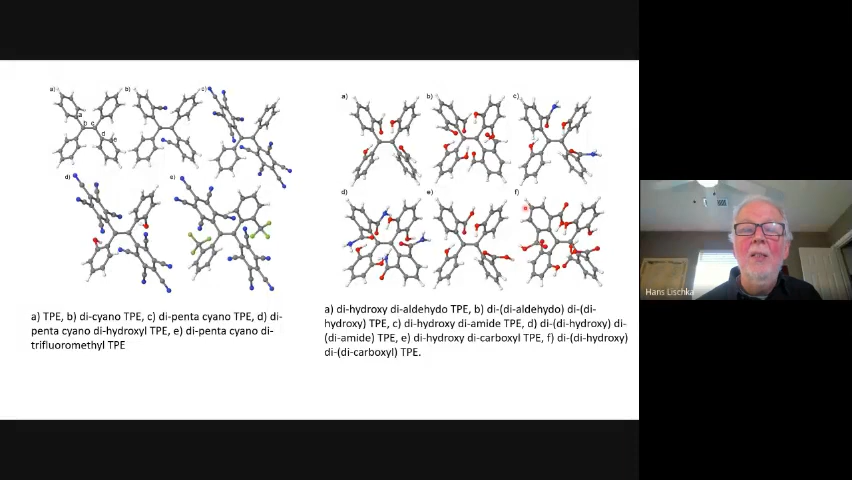 a)
b)
c)
a
b
c
d
e
d)
e)
a) TPE, b) di-cyano TPE, c) di-penta cyano TPE, d) di-
penta cyano di-hydroxyl TPE, e) di-penta cyano di-
trifluoromethyl TPE
a)
b)
c)
d)
e)
f)
a) di-hydroxy di-aldehydo TPE, b) di-(di-aldehydo) di-(di-
hydroxy) TPE, c) di-hydroxy di-amide TPE, d) di-(di-hydroxy) di-
(di-amide) TPE, e) di-hydroxy di-carboxyl TPE, f) di-(di-hydroxy)
di-(di-carboxyl) TPE.
Hans Lischka